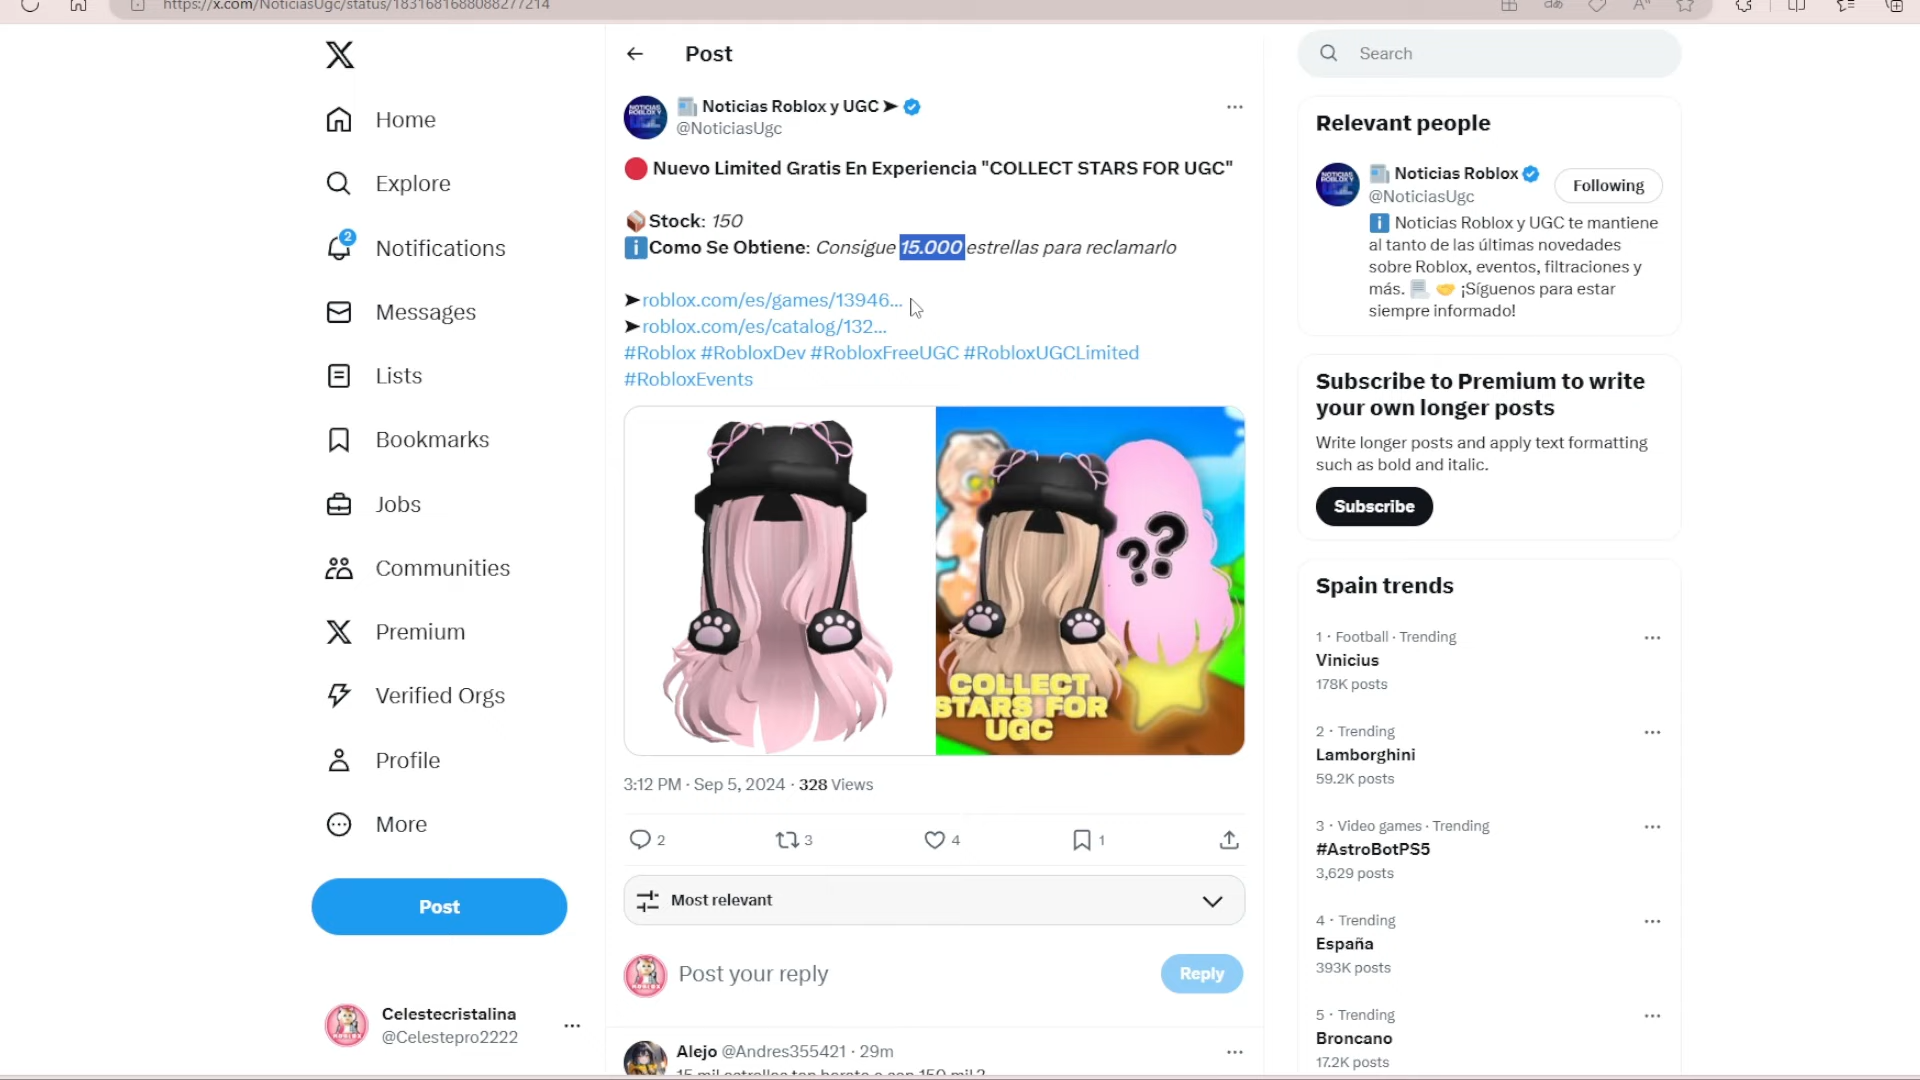 https://x.com/NoticiasUgc/status/1831681688088277214
Home
Explore
2
Notifications
Messages
Lists
Bookmarks
Jobs
Communities
Premium
Verified Orgs
Profile
More
Post
Celestecristalina
@Celestepro2222
Post
Noticias Roblox y UGC ➤
@NoticiasUgc
Nuevo Limited Gratis En Experiencia "COLLECT STARS FOR UGC"
Stock: 150
Como Se Obtiene: Consigue 15.000 estrellas para reclamarlo
➤roblox.com/es/games/13946...
➤roblox.com/es/catalog/132...
#Roblox #RobloxDev #RobloxFreeUGC #RobloxUGCLimited
#RobloxEvents
??
COLLECT
STARS FOR
UGC
3:12 PM · Sep 5, 2024 · 328 Views
2
3
4
1
Most relevant
Post your reply
Reply
Alejo @Andres355421 · 29m
Search
Relevant people
Noticias Roblox
@NoticiasUgc
Following
Noticias Roblox y UGC te mantiene
al tanto de las últimas novedades
sobre Roblox, eventos, filtraciones y
más. ¡Síguenos para estar
siempre informado!
Subscribe to Premium to write
your own longer posts
Write longer posts and apply text formatting
such as bold and italic.
Subscribe
Spain trends
1 · Football · Trending
Vinicius
178K posts
2 · Trending
Lamborghini
59.2K posts
3 · Video games · Trending
#AstroBotPS5
3,629 posts
4 · Trending
España
393K posts
5 · Trending
Broncano
17.2K posts